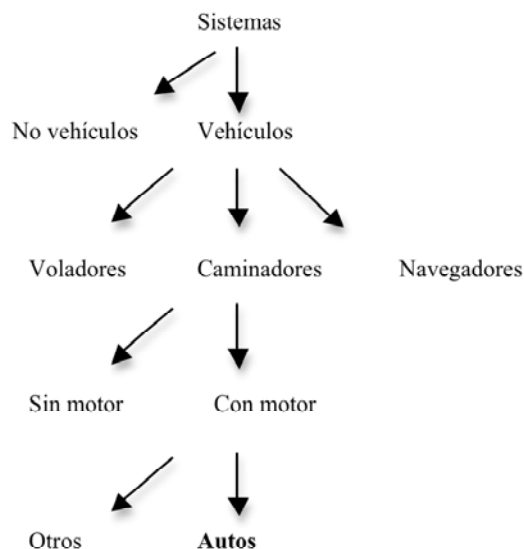 Sistemas
No vehículos Vehículos
Voladores Caminadores Navegadores
Sin motor Con motor
Otros Autos